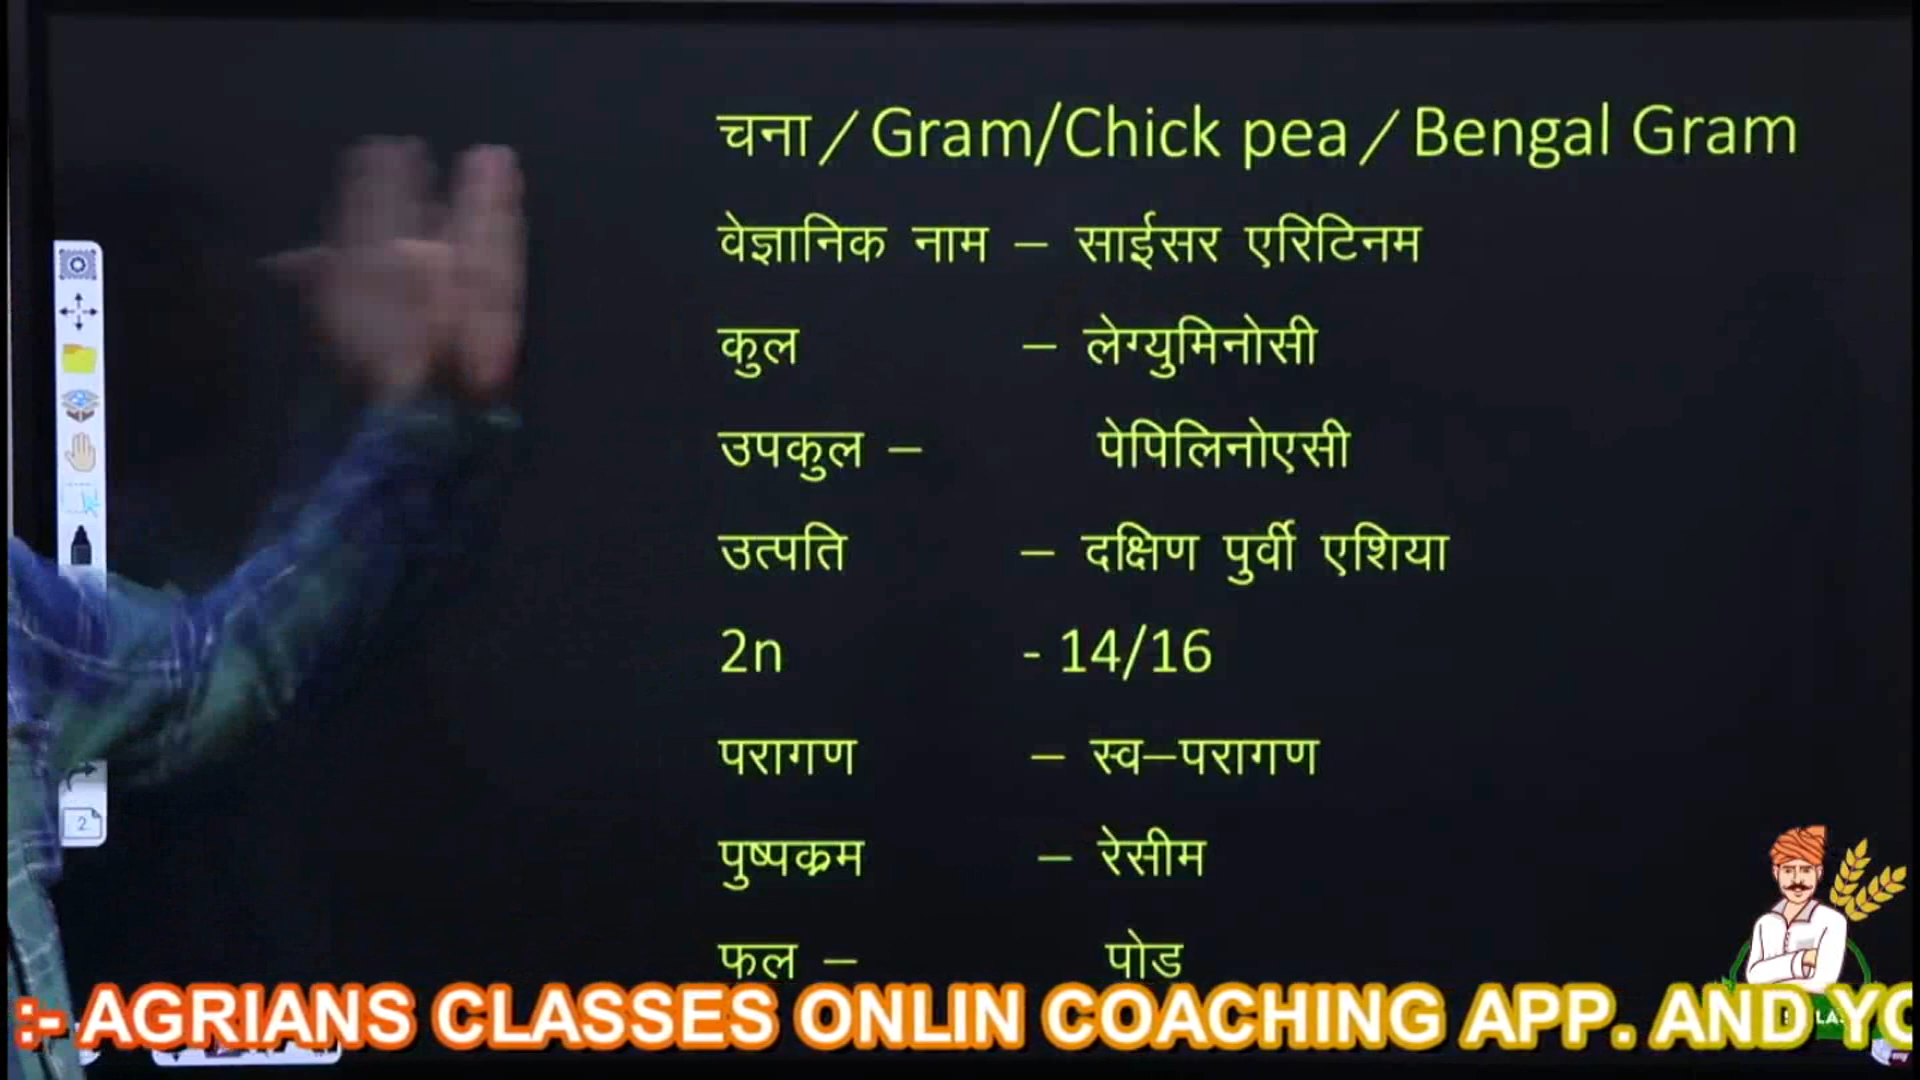 चना / Gram/Chick pea / Bengal Gram
वेज्ञानिक नाम – साईसर एरिटिनम
कुल – लेग्युमिनोसी
उपकुल – पेपिलिनोएसी
उत्पति – दक्षिण पुर्वी एशिया
2n - 14/16
परागण – स्व–परागण
पुष्पक्रम – रेसीम
फल – पोड
2
:- AGRIANS CLASSES ONLIN COACHING APP. AND YO